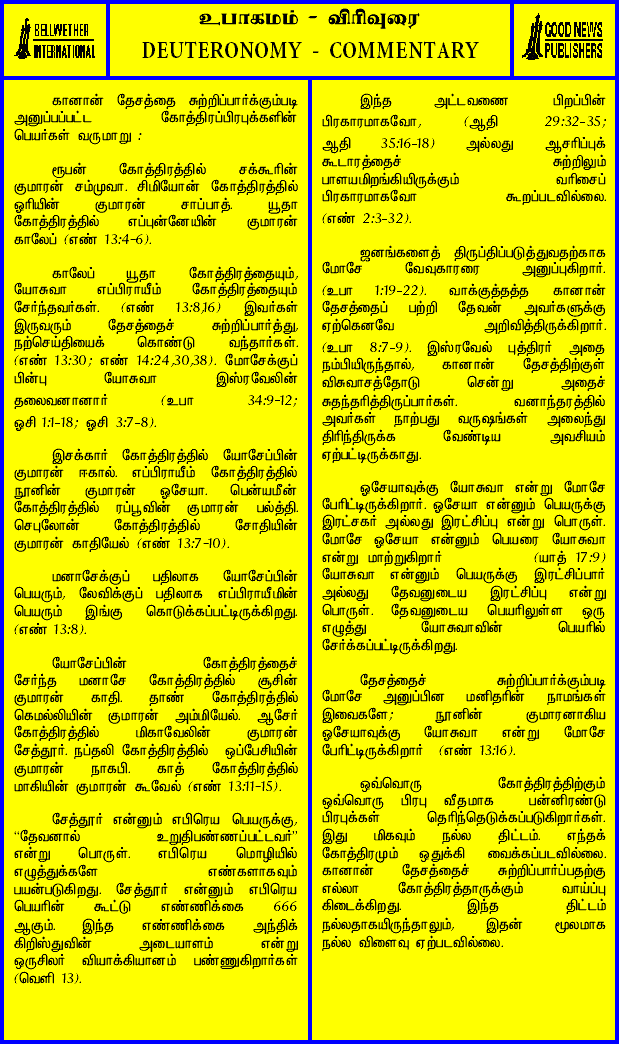 BELLWETHER
INTERNATIONAL
உபாகமம் - விரிவுரை
DEUTERONOMY - COMMENTARY
GOOD NEWS
PUBLISHERS
கானான் தேசத்தை சுற்றிப்பார்க்கும்படி
அனுப்பப்பட்ட கோத்திரப்பிரபுக்களின்
பெயர்கள் வருமாறு :
ரூபன் கோத்திரத்தில் சக்கூரின்
குமாரன் சம்முவா. சிமியோன் கோத்திரத்தில்
ஒரியின் குமாரன் சாப்பாத். யூதா
கோத்திரத்தில் எப்புன்னேயின் குமாரன்
காலேப் (எண் 13:4-6).
காலேப் யூதா கோத்திரத்தையும்,
யோசுவா எப்பிராயீம் கோத்திரத்தையும்
சேர்ந்தவர்கள். (எண் 13:8,16) இவர்கள்
இருவரும் தேசத்தைச் சுற்றிப்பார்த்து,
நற்செய்தியைக் கொண்டு வந்தார்கள்.
(எண் 13:30; எண் 14:24,30,38). மோசேக்குப்
பின்பு யோசுவா இஸ்ரவேலின்
தலைவனானார் (உபா 34:9-12;
ஓசி 1:1-18; ஓசி 3:7-8).
இசக்கார் கோத்திரத்தில் யோசேப்பின்
குமாரன் ஈகால். எப்பிராயீம் கோத்திரத்தில்
நூனின் குமாரன் ஓசேயா. பென்யமீன்
கோத்திரத்தில் ரப்பூவின் குமாரன் பல்த்தி.
செபுலோன் கோத்திரத்தில் சோதியின்
குமாரன் காதியேல் (எண் 13:7-10).
மனாசேக்குப் பதிலாக யோசேப்பின்
பெயரும், லேவிக்குப் பதிலாக எப்பிராயீமின்
பெயரும் இங்கு கொடுக்கப்பட்டிருக்கிறது.
(எண் 13:8).
யோசேப்பின் கோத்திரத்தைச்
சேர்ந்த மனாசே கோத்திரத்தில் சூசின்
குமாரன் காதி. தாண் கோத்திரத்தில்
கெமல்லியின் குமாரன் அம்மியேல். ஆசேர்
கோத்திரத்தில் மிகாவேலின் குமாரன்
சேத்தூர். நப்தலி கோத்திரத்தில் ஒப்பேசியின்
குமாரன் நாகபி. காத் கோத்திரத்தில்
மாகியின் குமாரன் கூவேல் (எண் 13:11-15).
சேத்தூர் என்னும் எபிரெய பெயருக்கு,
“தேவனால் உறுதிபண்ணப்பட்டவர்”
என்று பொருள். எபிரெய மொழியில்
எழுத்துக்களே எண்களாகவும்
பயன்படுகிறது. சேத்தூர் என்னும் எபிரெய
பெயரின் கூட்டு எண்ணிக்கை 666
ஆகும். இந்த எண்ணிக்கை அந்திக்
கிறிஸ்துவின் அடையாளம் என்று
ஒருசிலர் வியாக்கியானம் பண்ணுகிறார்கள்
(வெளி 13).
இந்த அட்டவணை பிறப்பின்
பிரகாரமாகவோ, (ஆதி 29:32-35;
ஆதி 35:16-18) அல்லது ஆசரிப்புக்
கூடாரத்தைச் சுற்றிலும்
பாளயமிறங்கியிருக்கும் வரிசைப்
பிரகாரமாகவோ கூறப்படவில்லை.
(எண் 2:3-32).
ஜனங்களைத் திருப்திப்படுத்துவதற்காக
மோசே வேவுகாரரை அனுப்புகிறார்.
(உபா 1:19-22). வாக்குத்தத்த கானான்
தேசத்தைப் பற்றி தேவன் அவர்களுக்கு
ஏற்கெனவே அறிவித்திருக்கிறார்.
(உபா 8:7-9). இஸ்ரவேல் புத்திரர் அதை
நம்பியிருந்தால், கானான் தேசத்திற்குள்
விசுவாசத்தோடு சென்று அதைச்
சுதந்தரித்திருப்பார்கள். வனாந்தரத்தில்
அவர்கள் நாற்பது வருஷங்கள் அலைந்து
திரிந்திருக்க வேண்டிய அவசியம்
ஏற்பட்டிருக்காது.
ஓசேயாவுக்கு யோசுவா என்று மோசே
பேரிட்டிருக்கிறார். ஓசேயா என்னும் பெயருக்கு
இரட்சகர் அல்லது இரட்சிப்பு என்று பொருள்.
மோசே ஓசேயா என்னும் பெயரை யோசுவா
என்று மாற்றுகிறார் (யாத் 17:9)
யோசுவா என்னும் பெயருக்கு இரட்சிப்பார்
அல்லது தேவனுடைய இரட்சிப்பு என்று
பொருள். தேவனுடைய பெயரிலுள்ள ஒரு
எழுத்து யோசுவாவின் பெயரில்
சேர்க்கப்பட்டிருக்கிறது.
தேசத்தைச் சுற்றிப்பார்க்கும்படி
மோசே அனுப்பின மனிதரின் நாமங்கள்
இவைகளே; நூனின் குமாரனாகிய
ஓசேயாவுக்கு யோசுவா என்று மோசே
பேரிட்டிருக்கிறார் (எண் 13:16).
ஒவ்வொரு கோத்திரத்திற்கும்
ஒவ்வொரு பிரபு வீதமாக பன்னிரண்டு
பிரபுக்கள் தெரிந்தெடுக்கப்படுகிறார்கள்.
இது மிகவும் நல்ல திட்டம். எந்தக்
கோத்திரமும் ஒதுக்கி வைக்கப்படவில்லை.
கானான் தேசத்தைச் சுற்றிப்பார்ப்பதற்கு
எல்லா கோத்திரத்தாருக்கும் வாய்ப்பு
கிடைக்கிறது. இந்த திட்டம்
நல்லதாகயிருந்தாலும், இதன் மூலமாக
நல்ல விளைவு ஏற்படவில்லை.